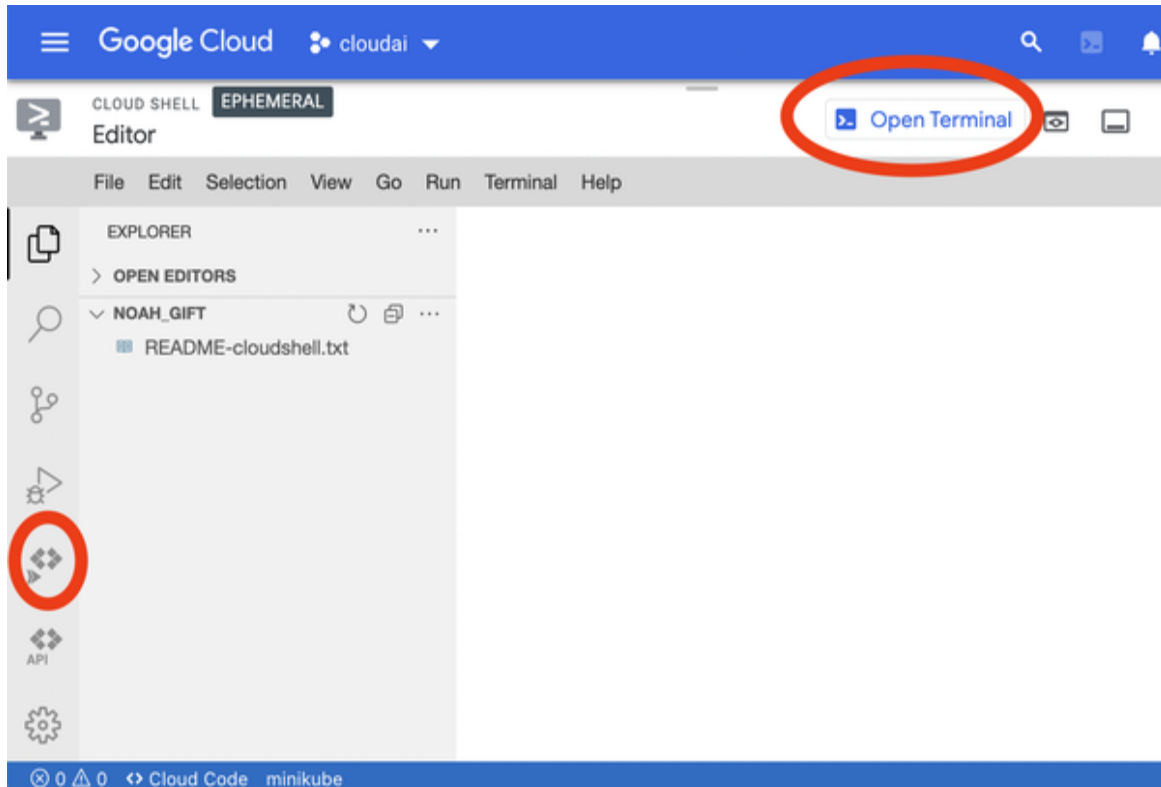 Google Cloud cloudai
CLOUD SHELL EPHEMERAL
Editor
Open Terminal
File Edit Selection View Go Run Terminal Help
EXPLORER
OPEN EDITORS
NOAH_GIFT
README-cloudshell.txt
API
0 0 <> Cloud Code minikube